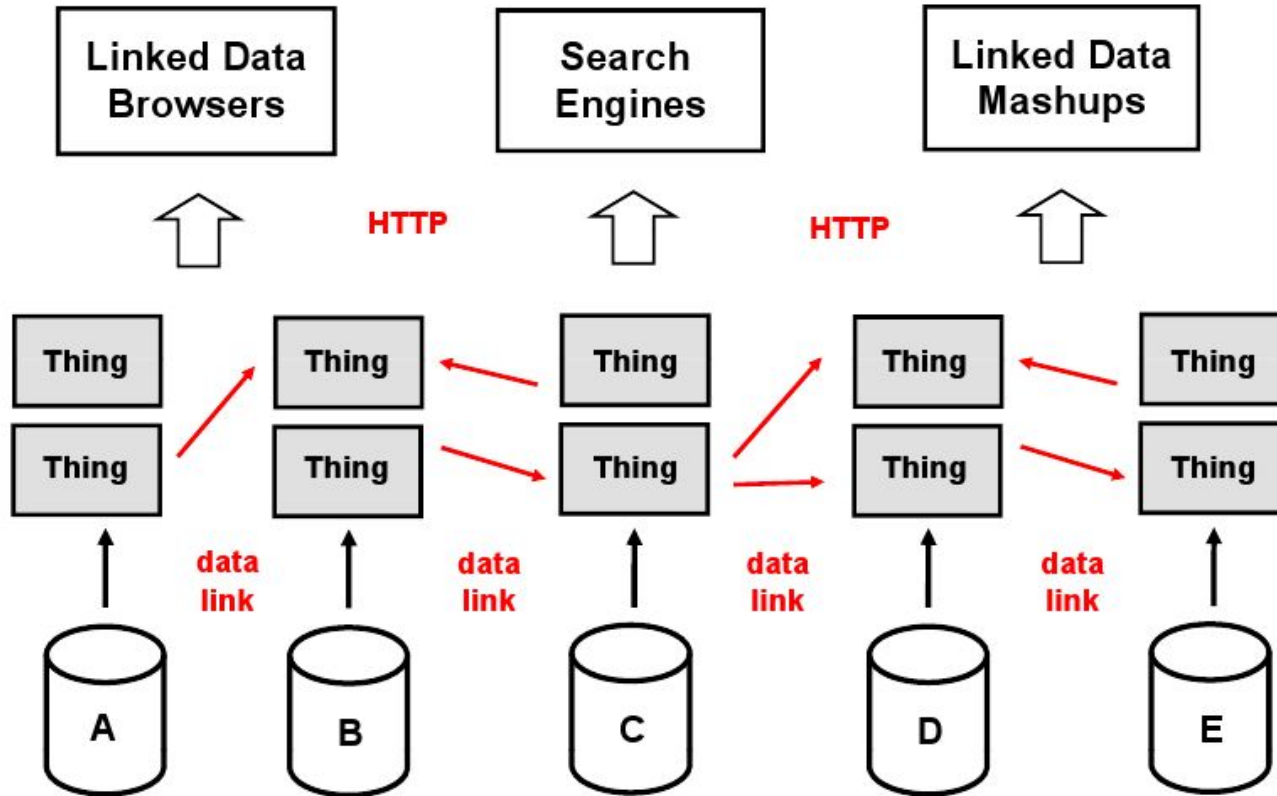 Linked Data
Browsers
Search
Engines
Linked Data
Mashups
HTTP
HTTP
Thing
Thing
Thing
Thing
Thing
Thing
Thing
Thing
Thing
Thing
data
link
data
link
data
link
data
link
A
B
C
D
E